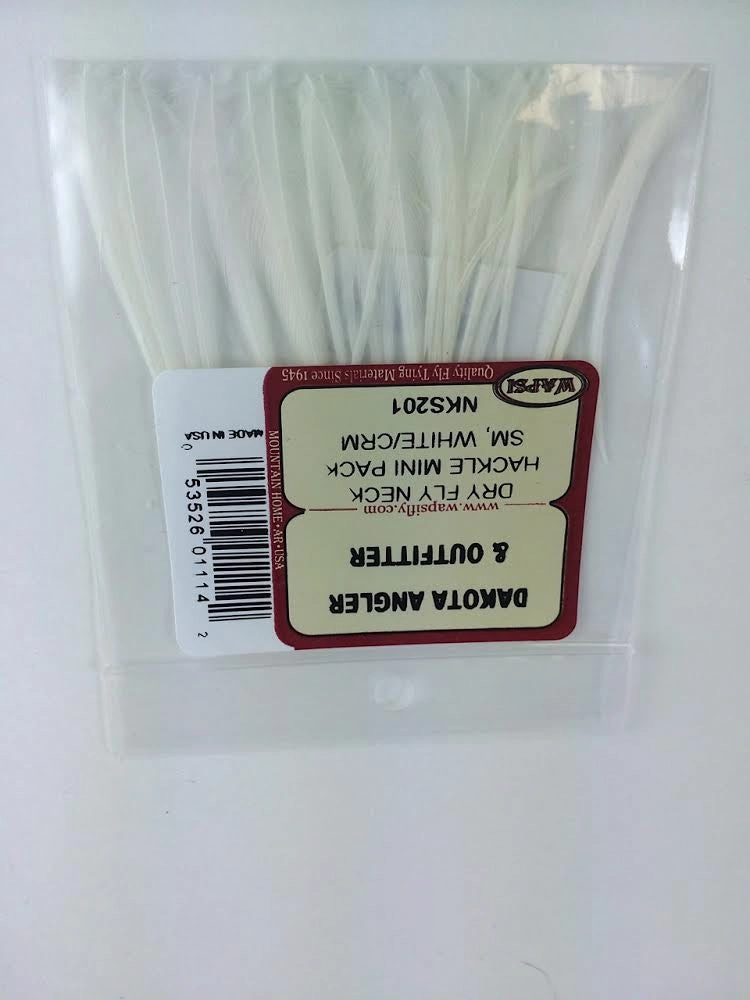 DAKOTA ANGLER
& OUTFITTER
www.wapsifly.com
DRY FLY NECK
HACKLE MINI PACK
SM, WHITE/CRM
NKS201
WAPSI
Quality Fly Tying Materials Since 1945
MOUNTAIN HOME • AR • USA
MADE IN USA
0 53526 01114 2